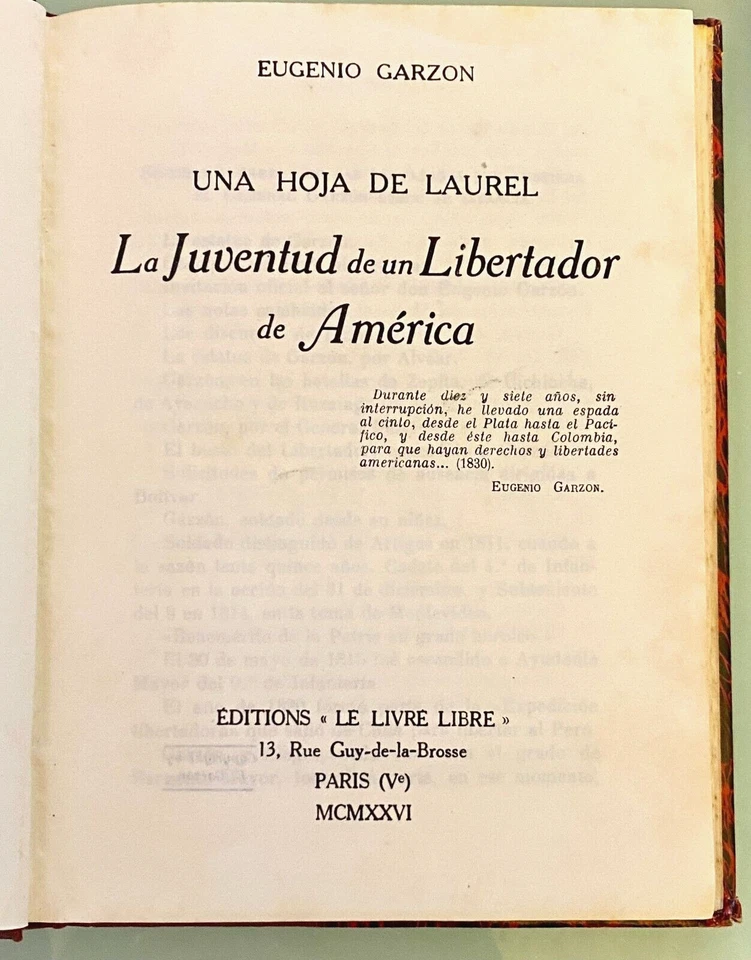 EUGENIO GARZON
UNA HOJA DE LAUREL
La Juventud de un Libertador
de América
Durante diez y siete años, sin
interrupción, he llevado una espada
al cinto, desde el Plata hasta el Pací-
fico, y desde éste hasta Colombia,
para que hayan derechos y libertades
americanas... (1830).
EUGENIO GARZON.
ÉDITIONS « LE LIVRE LIBRE »
13, Rue Guy-de-la-Brosse
PARIS (Ve)
MCMXXVI